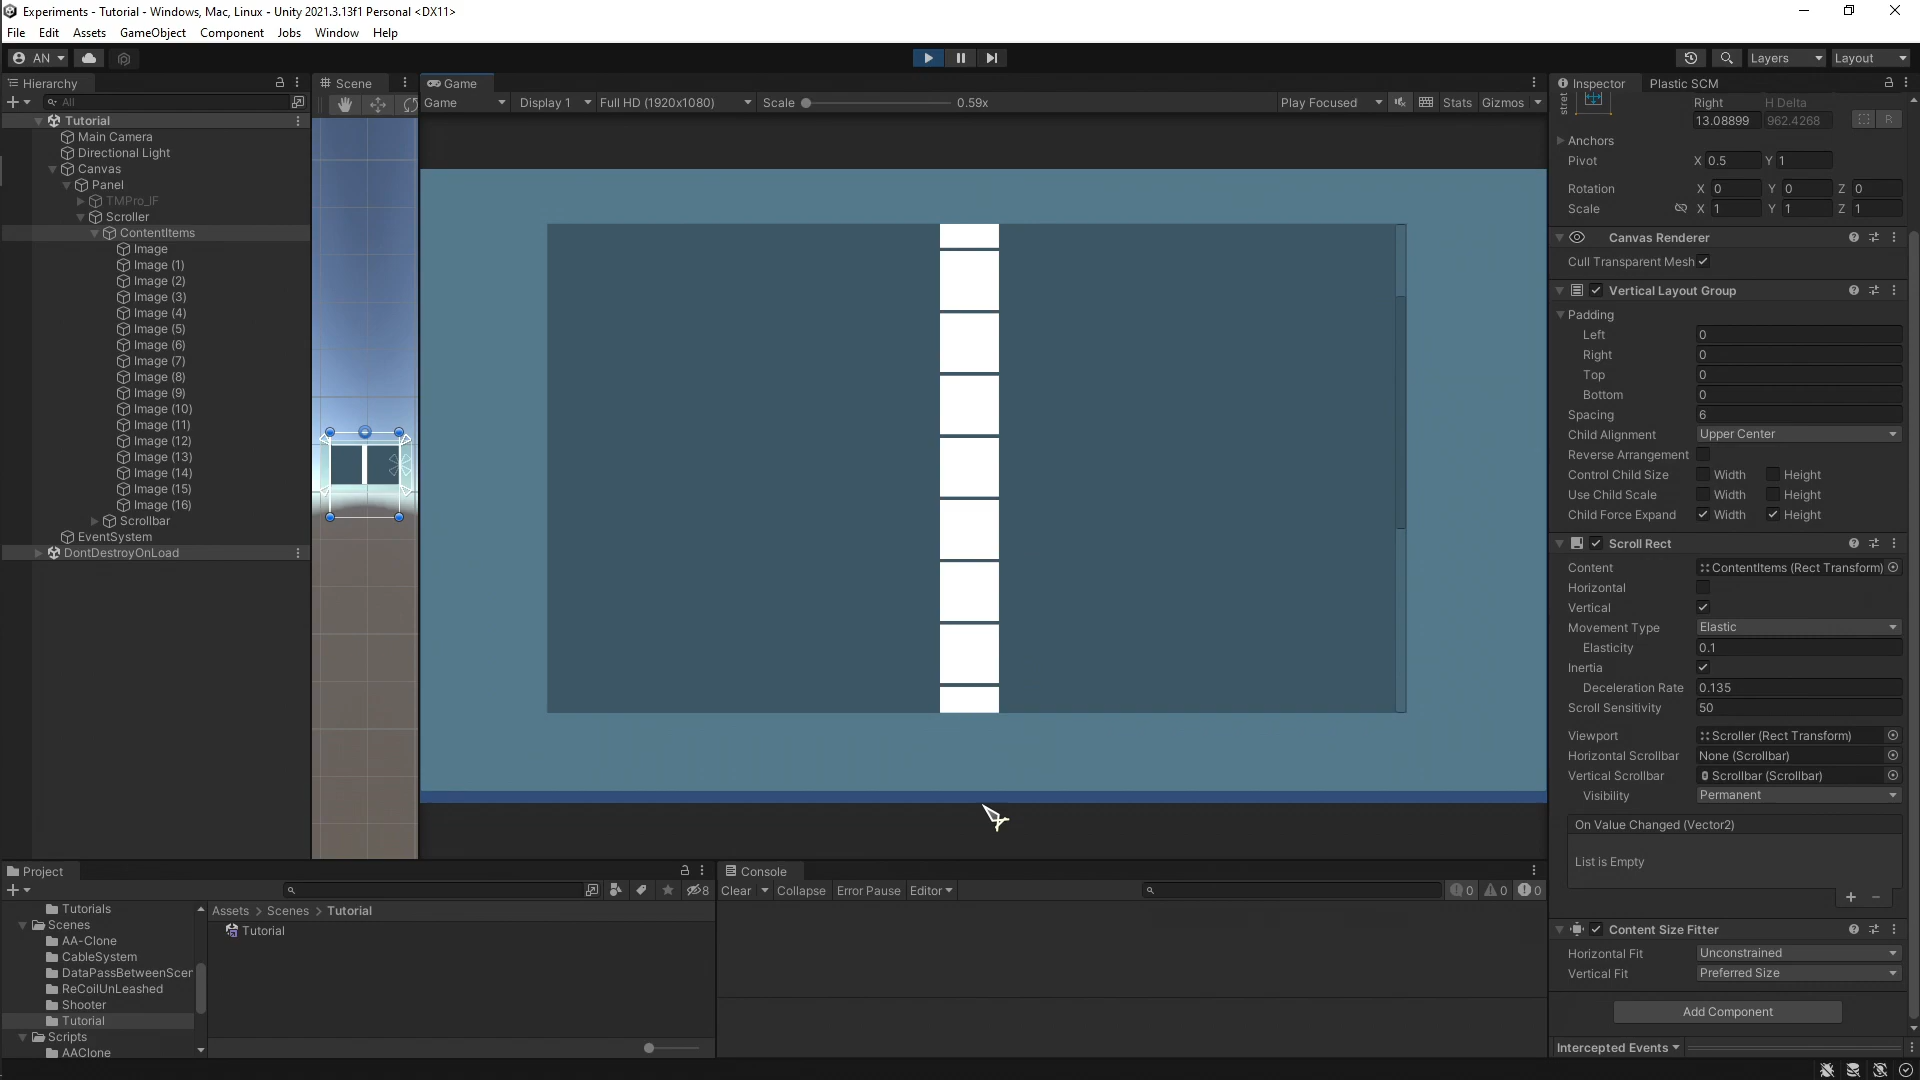 Experiments - Tutorial - Windows, Mac, Linux - Unity 2021.3.13f1 Personal <DX11>
File Edit Assets GameObject Component Jobs Window Help
AN Layers Layout
Hierarchy
All
Tutorial
Main Camera
Directional Light
Canvas
Panel
TMPro_IF
Scroller
ContentItems
Image
Image (1)
Image (2)
Image (3)
Image (4)
Image (5)
Image (6)
Image (7)
Image (8)
Image (9)
Image (10)
Image (11)
Image (12)
Image (13)
Image (14)
Image (15)
Image (16)
Scrollbar
EventSystem
DontDestroyOnLoad
Scene
Game
Game Display 1 Full HD (1920x1080) Scale 0.59x Play Focused Stats Gizmos
Inspector Plastic SCM
stret
Right H Delta
13.08899 962.4268 R
Anchors
Pivot X 0.5 Y 1
Rotation X 0 Y 0 Z 0
Scale X 1 Y 1 Z 1
Canvas Renderer
Cull Transparent Mesh
Vertical Layout Group
Padding
Left 0
Right 0
Top 0
Bottom 0
Spacing 6
Child Alignment Upper Center
Reverse Arrangement
Control Child Size Width Height
Use Child Scale Width Height
Child Force Expand Width Height
Scroll Rect
Content ContentItems (Rect Transform)
Horizontal
Vertical
Movement Type Elastic
Elasticity 0.1
Inertia
Deceleration Rate 0.135
Scroll Sensitivity 50
Viewport Scroller (Rect Transform)
Horizontal Scrollbar None (Scrollbar)
Vertical Scrollbar Scrollbar (Scrollbar)
Visibility Permanent
On Value Changed (Vector2)
List is Empty
+ −
Content Size Fitter
Horizontal Fit Unconstrained
Vertical Fit Preferred Size
Add Component
Intercepted Events
Project
8
Tutorials
Scenes
AA-Clone
CableSystem
DataPassBetweenScer
ReCoilUnLeashed
Shooter
Tutorial
Scripts
AAClone
Assets > Scenes > Tutorial
Tutorial
Console
Clear Collapse Error Pause Editor 0 0 0